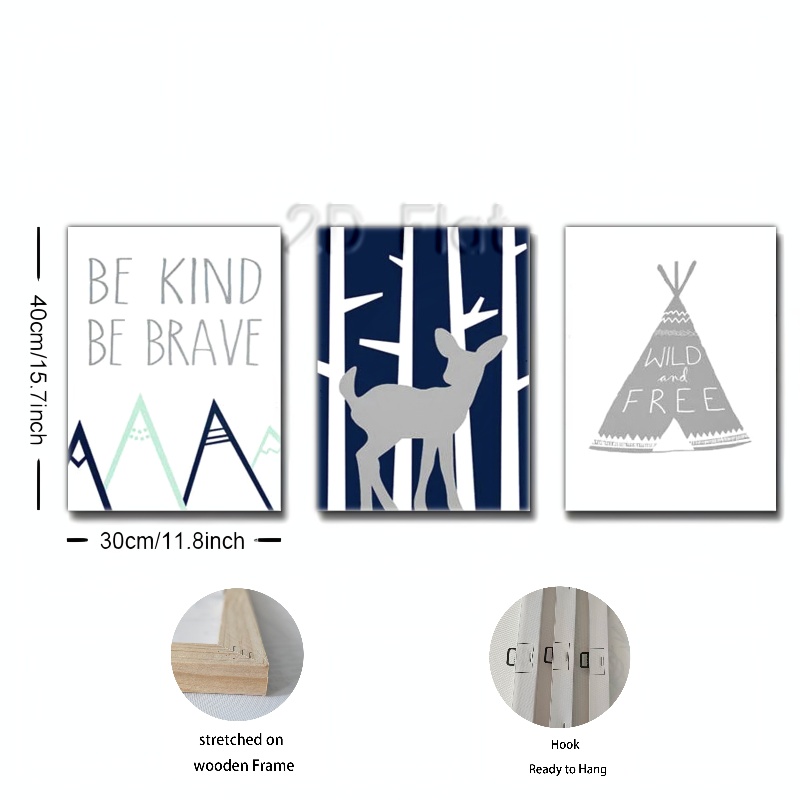 2D Flat
BE KIND
BE BRAVE
WILD
and
FREE
40cm/15.7inch
30cm/11.8inch
stretched on
wooden Frame
Hook
Ready to Hang